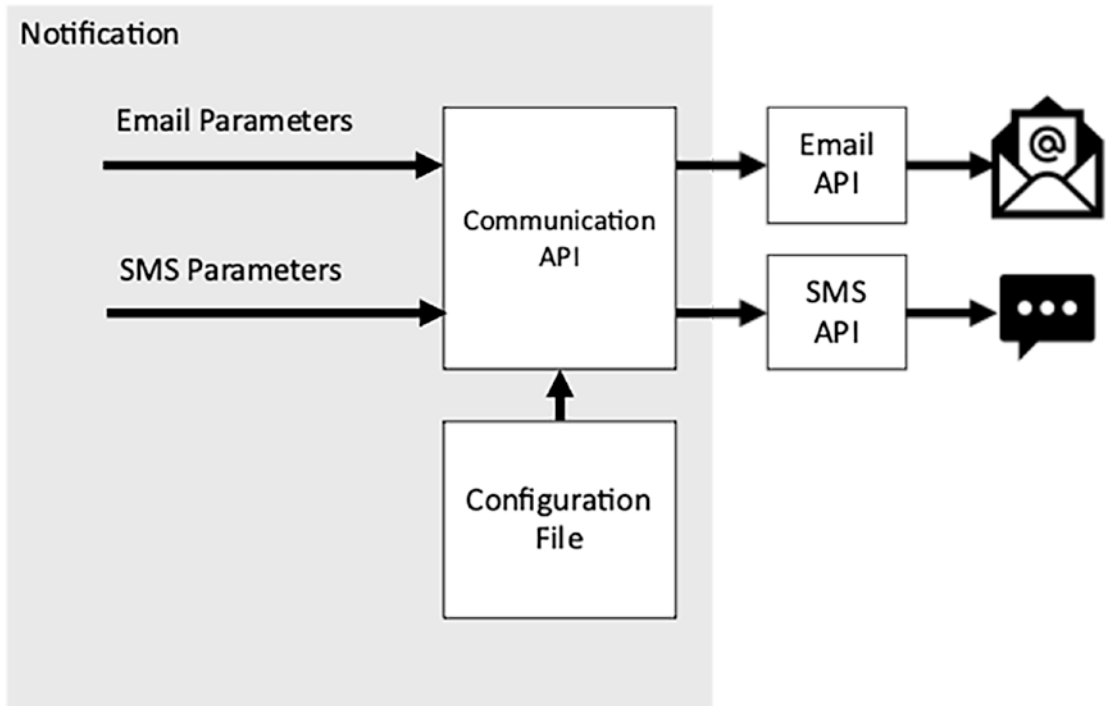 Notification
Email Parameters
Email
API
@
Communication
API
SMS Parameters
SMS
API
Configuration
File